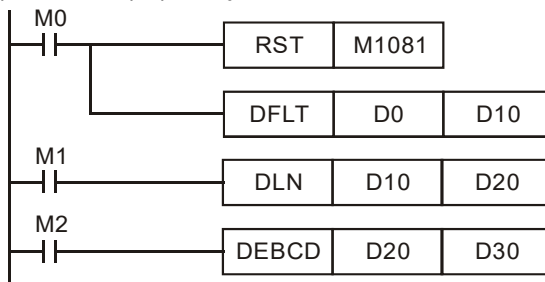 M0
RST M1081
DFLT D0 D10
M1
DLN D10 D20
M2
DEBCD D20 D30